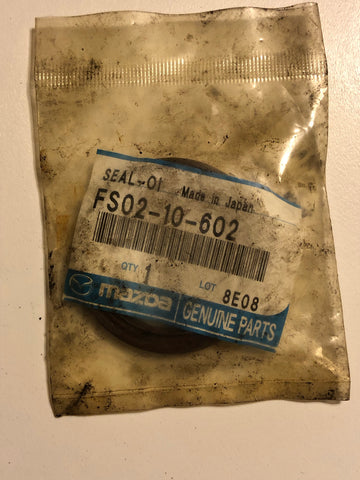 SEAL-OI Made in Japan
FS02-10-602
QTY 1 LOT 8E08
mazda GENUINE PARTS